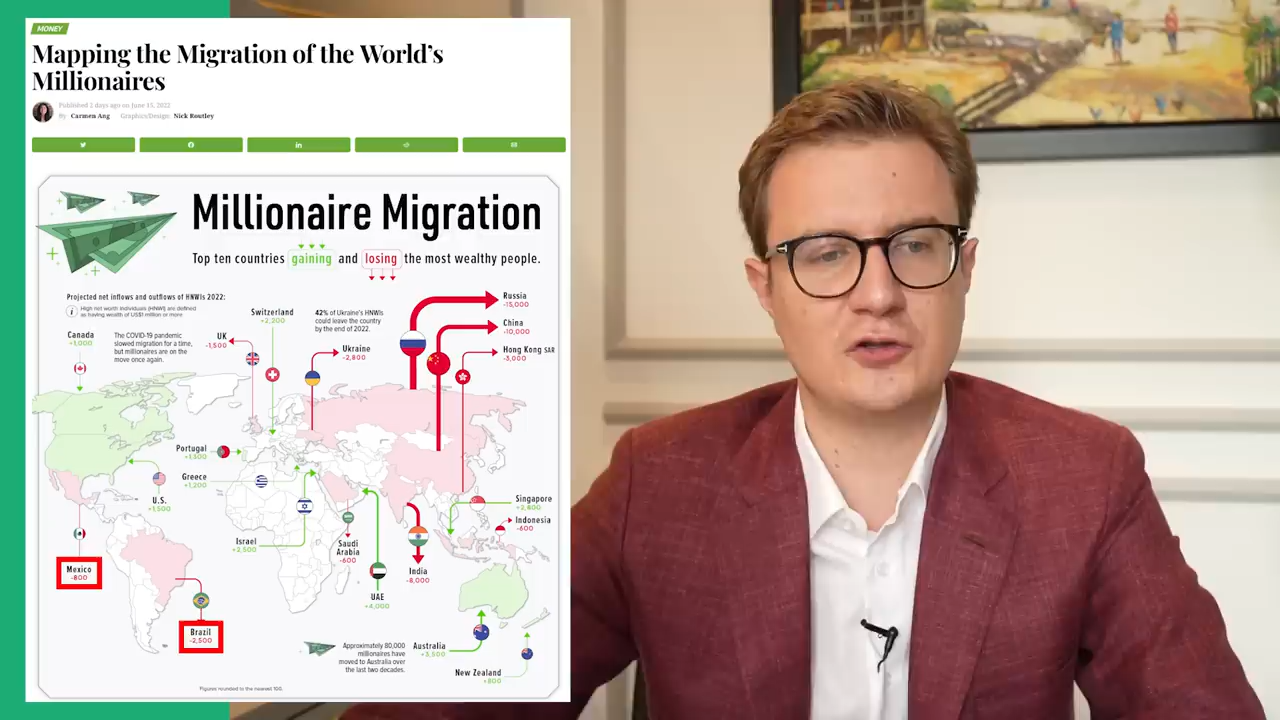 MONEY
Mapping the Migration of the World's
Millionaires
Published 2 days ago on June 15, 2022
By Carmen Ang Graphics/Design: Nick Routley
Millionaire Migration
Top ten countries gaining and losing the most wealthy people.
Projected net inflows and outflows of HNWIs 2022:
High net worth individuals (HNWI) are defined
as having wealth of US$1 million or more
Canada
+1,000
The COVID-19 pandemic
slowed migration for a time,
but millionaires are on the
move once again.
UK
-1,500
Switzerland
+2,200
42% of Ukraine's HNWIs
could leave the country
by the end of 2022.
Ukraine
-2,800
Russia
-15,000
China
-10,000
Hong Kong SAR
-3,000
Portugal
+1,300
Greece
+1,200
U.S.
+1,500
Israel
+2,500
Saudi
Arabia
-600
UAE
+4,000
India
-8,000
Singapore
+2,800
Indonesia
-600
Mexico
-800
Brazil
-2,500
Approximately 80,000
millionaires have
moved to Australia over
the last two decades.
Australia
+3,500
New Zealand
+800
Figures rounded to the nearest 100.